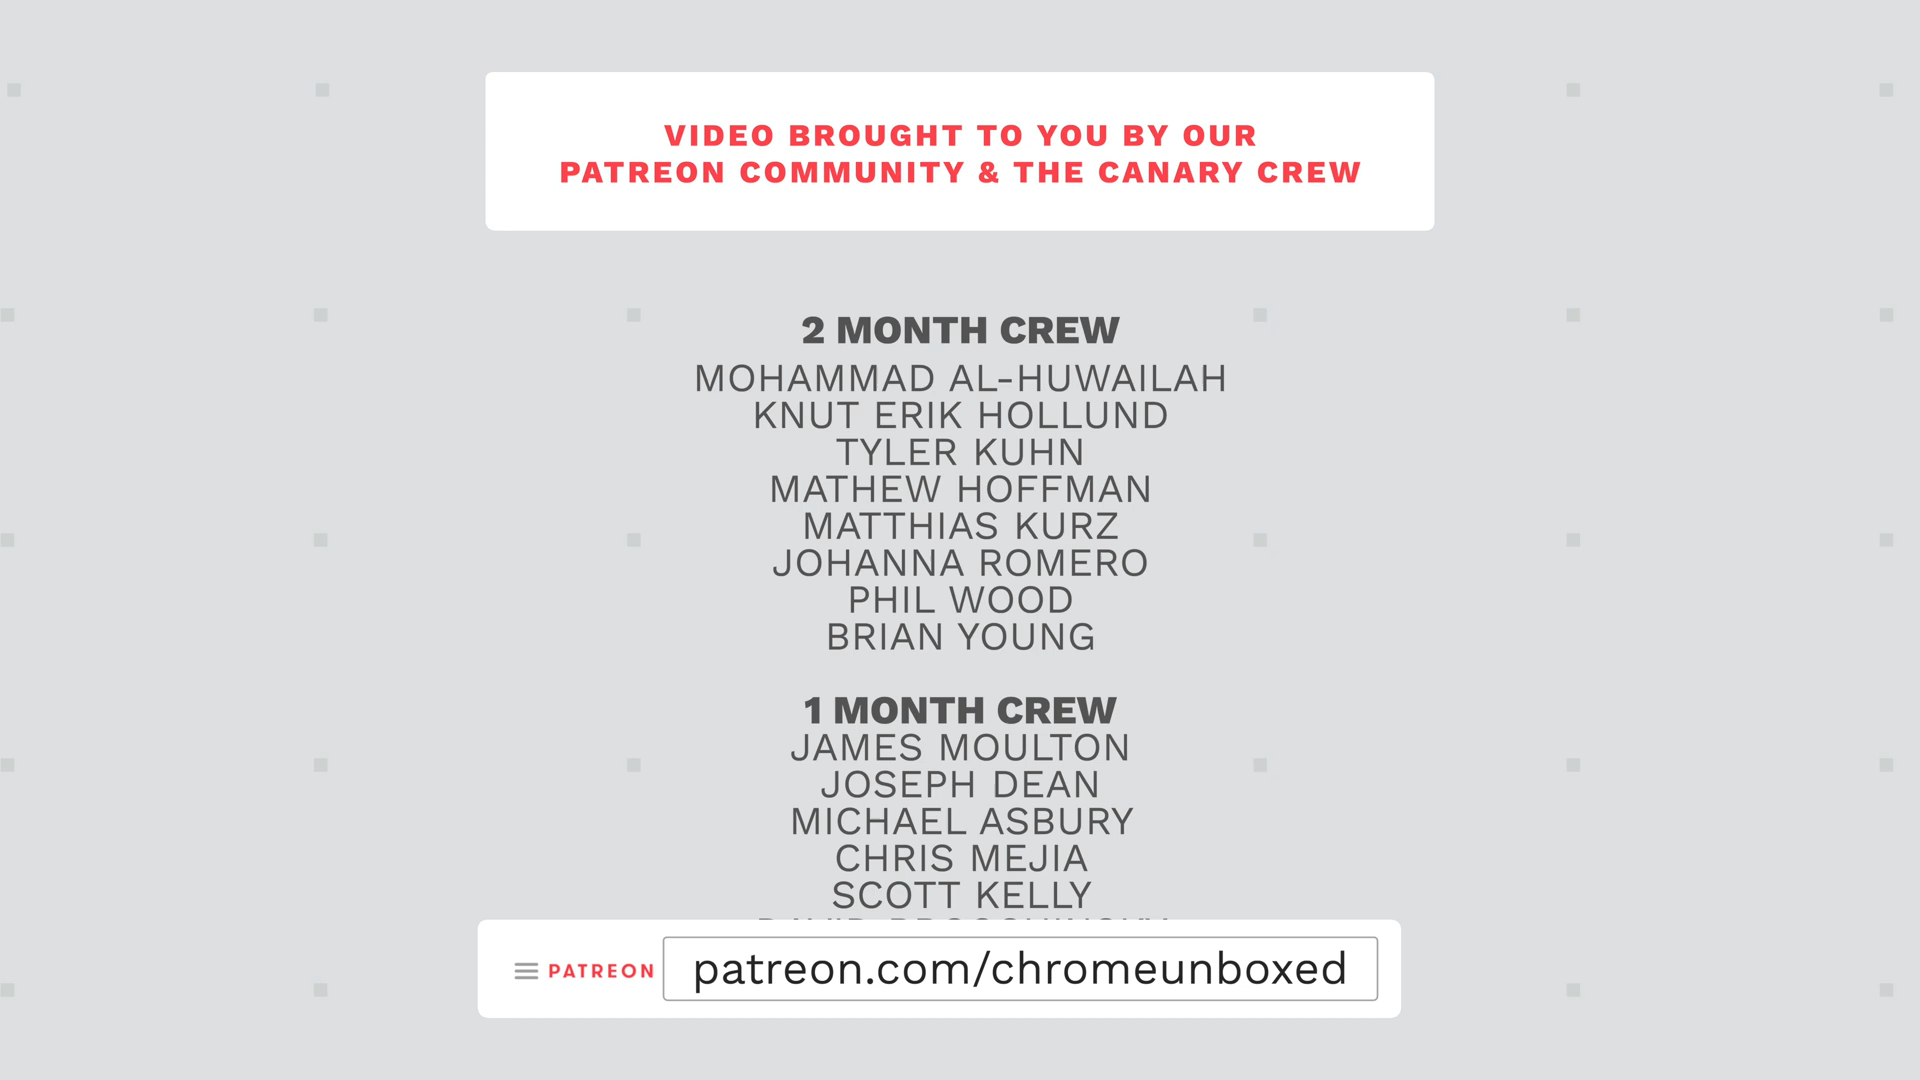 VIDEO BROUGHT TO YOU BY OUR
PATREON COMMUNITY & THE CANARY CREW
2 MONTH CREW
MOHAMMAD AL-HUWAILAH
KNUT ERIK HOLLUND
TYLER KUHN
MATHEW HOFFMAN
MATTHIAS KURZ
JOHANNA ROMERO
PHIL WOOD
BRIAN YOUNG
1 MONTH CREW
JAMES MOULTON
JOSEPH DEAN
MICHAEL ASBURY
CHRIS MEJIA
SCOTT KELLY
PATREON patreon.com/chromeunboxed